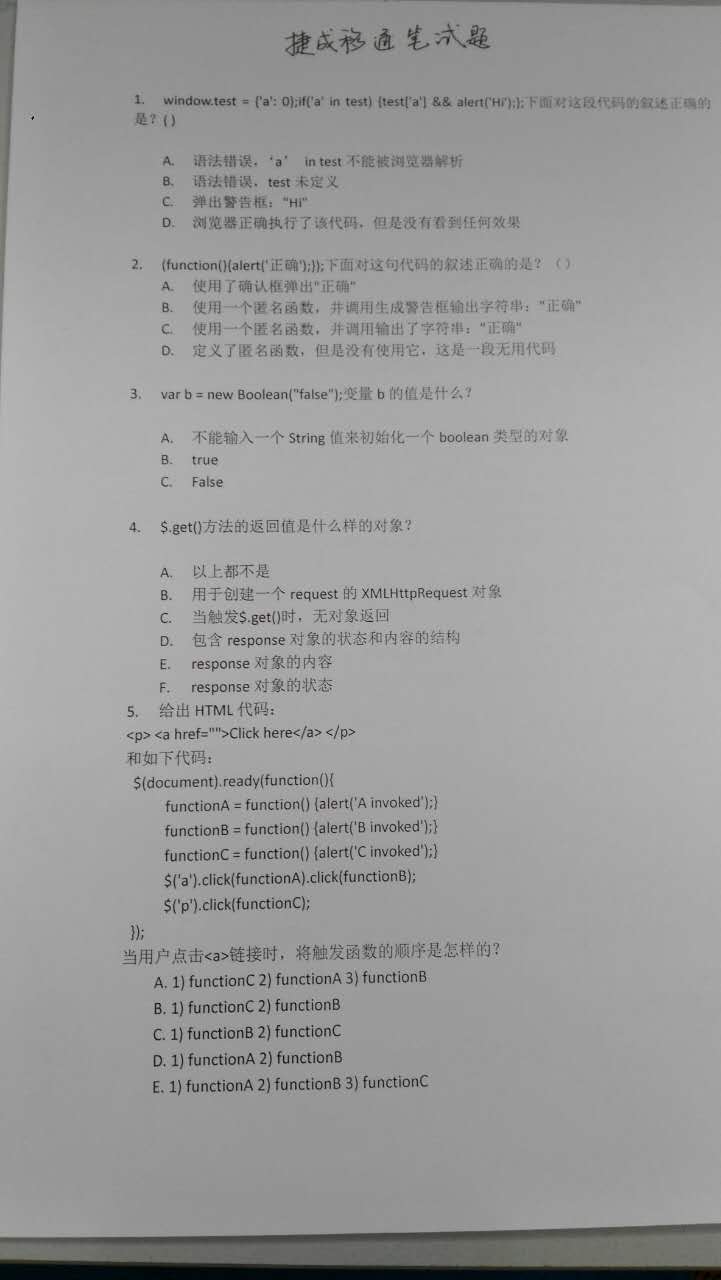 捷成移通笔试题
1. window.test = {'a': 0};if('a' in test) {test['a'] && alert('Hi');};下面对这段代码的叙述正确的
是？( )
A. 语法错误，‘a’ in test 不能被浏览器解析
B. 语法错误，test 未定义
C. 弹出警告框："Hi"
D. 浏览器正确执行了该代码，但是没有看到任何效果
2. (function(){alert('正确');});下面对这句代码的叙述正确的是？（ ）
A. 使用了确认框弹出"正确"
B. 使用一个匿名函数，并调用生成警告框输出字符串："正确"
C. 使用一个匿名函数，并调用输出了字符串："正确"
D. 定义了匿名函数，但是没有使用它，这是一段无用代码
3. var b = new Boolean("false");变量 b 的值是什么？
A. 不能输入一个 String 值来初始化一个 boolean 类型的对象
B. true
C. False
4. $.get()方法的返回值是什么样的对象？
A. 以上都不是
B. 用于创建一个 request 的 XMLHttpRequest 对象
C. 当触发$.get()时，无对象返回
D. 包含 response 对象的状态和内容的结构
E. response 对象的内容
F. response 对象的状态
5. 给出 HTML 代码：
<p> <a href="">Click here</a> </p>
和如下代码：
$(document).ready(function(){
functionA = function() {alert('A invoked');}
functionB = function() {alert('B invoked');}
functionC = function() {alert('C invoked');}
$('a').click(functionA).click(functionB);
$('p').click(functionC);
});
当用户点击<a>链接时，将触发函数的顺序是怎样的？
A. 1) functionC 2) functionA 3) functionB
B. 1) functionC 2) functionB
C. 1) functionB 2) functionC
D. 1) functionA 2) functionB
E. 1) functionA 2) functionB 3) functionC